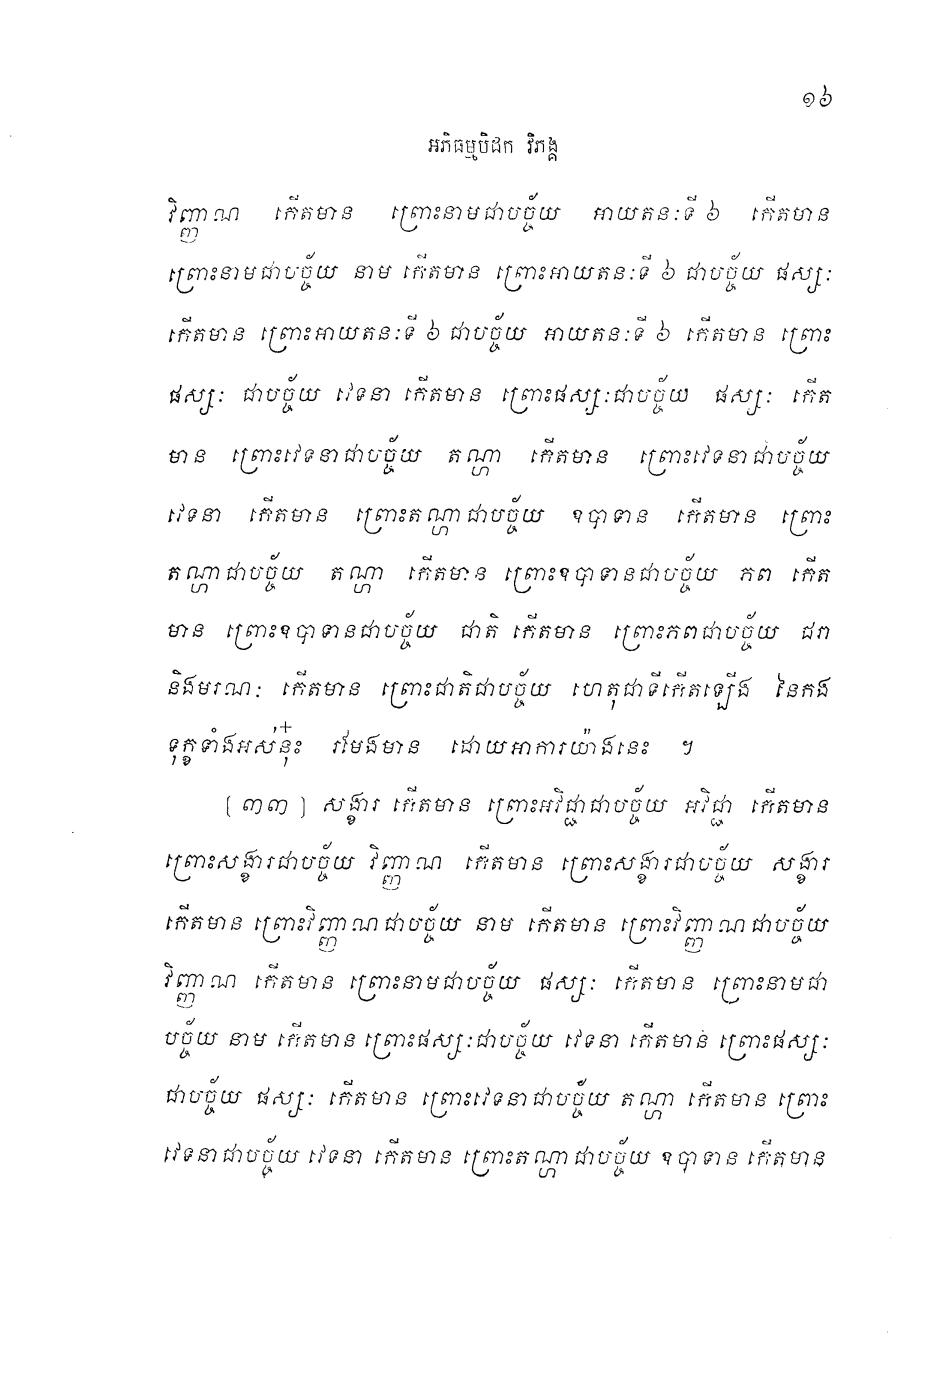 ១៦
អភិធម្មបិដក វិភង្គ
វិញ្ញាណ កើតមាន ព្រោះនាមជាបច្ច័យ អាយតនៈទី ៦ កើតមាន
ព្រោះនាមជាបច្ច័យ នាម កើតមាន ព្រោះអាយតនៈទី ៦ ជាបច្ច័យ ផស្សៈ
កើតមាន ព្រោះអាយតនៈទី ៦ ជាបច្ច័យ អាយតនៈទី ៦ កើតមាន ព្រោះ
ផស្សៈ ជាបច្ច័យ វេទនា កើតមាន ព្រោះផស្សៈជាបច្ច័យ ផស្សៈ កើត
មាន ព្រោះវេទនាជាបច្ច័យ តណ្ហា កើតមាន ព្រោះវេទនាជាបច្ច័យ
វេទនា កើតមាន ព្រោះតណ្ហាជាបច្ច័យ ឧបាទាន កើតមាន ព្រោះ
តណ្ហាជាបច្ច័យ តណ្ហា កើតមាន ព្រោះឧបាទានជាបច្ច័យ ភព កើត
មាន ព្រោះឧបាទានជាបច្ច័យ ជាតិ កើតមាន ព្រោះភពជាបច្ច័យ ជរា
និងមរណៈ កើតមាន ព្រោះជាតិជាបច្ច័យ ហេតុជាទីកើតឡើង នៃកង
ទុក្ខទាំងអស់នុ៎ះ រមែងមាន ដោយអាការយ៉ាងនេះ ។
(៣៣) សង្ខារ កើតមាន ព្រោះអវិជ្ជាជាបច្ច័យ អវិជ្ជា កើតមាន
ព្រោះសង្ខារជាបច្ច័យ វិញ្ញាណ កើតមាន ព្រោះសង្ខារជាបច្ច័យ សង្ខារ
កើតមាន ព្រោះវិញ្ញាណជាបច្ច័យ នាម កើតមាន ព្រោះវិញ្ញាណជាបច្ច័យ
វិញ្ញាណ កើតមាន ព្រោះនាមជាបច្ច័យ ផស្សៈ កើតមាន ព្រោះនាមជា
បច្ច័យ នាម កើតមាន ព្រោះផស្សៈជាបច្ច័យ វេទនា កើតមាន ព្រោះផស្សៈ
ជាបច្ច័យ ផស្សៈ កើតមាន ព្រោះវេទនាជាបច្ច័យ តណ្ហា កើតមាន ព្រោះ
វេទនាជាបច្ច័យ វេទនា កើតមាន ព្រោះតណ្ហាជាបច្ច័យ ឧបាទាន កើតមាន